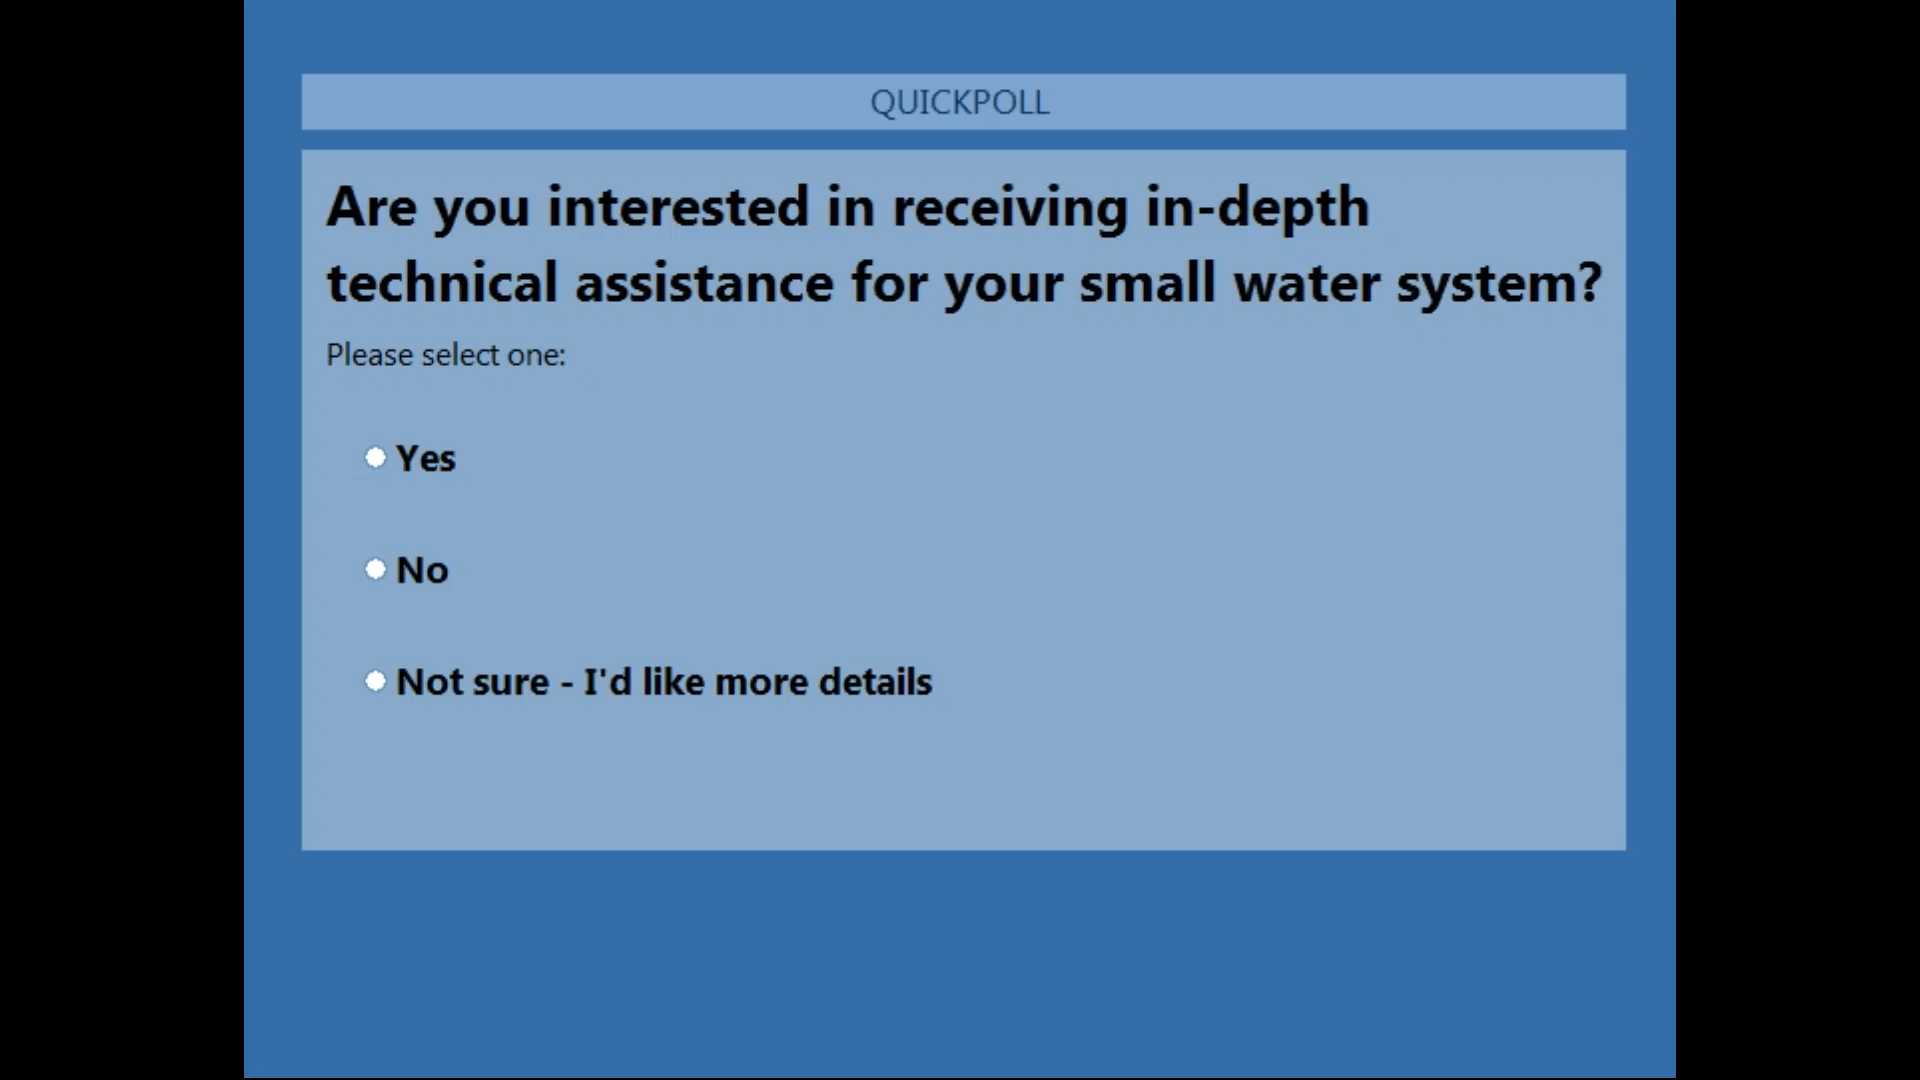 QUICKPOLL
Are you interested in receiving in-depth
technical assistance for your small water system?
Please select one:
Yes
No
Not sure - I'd like more details